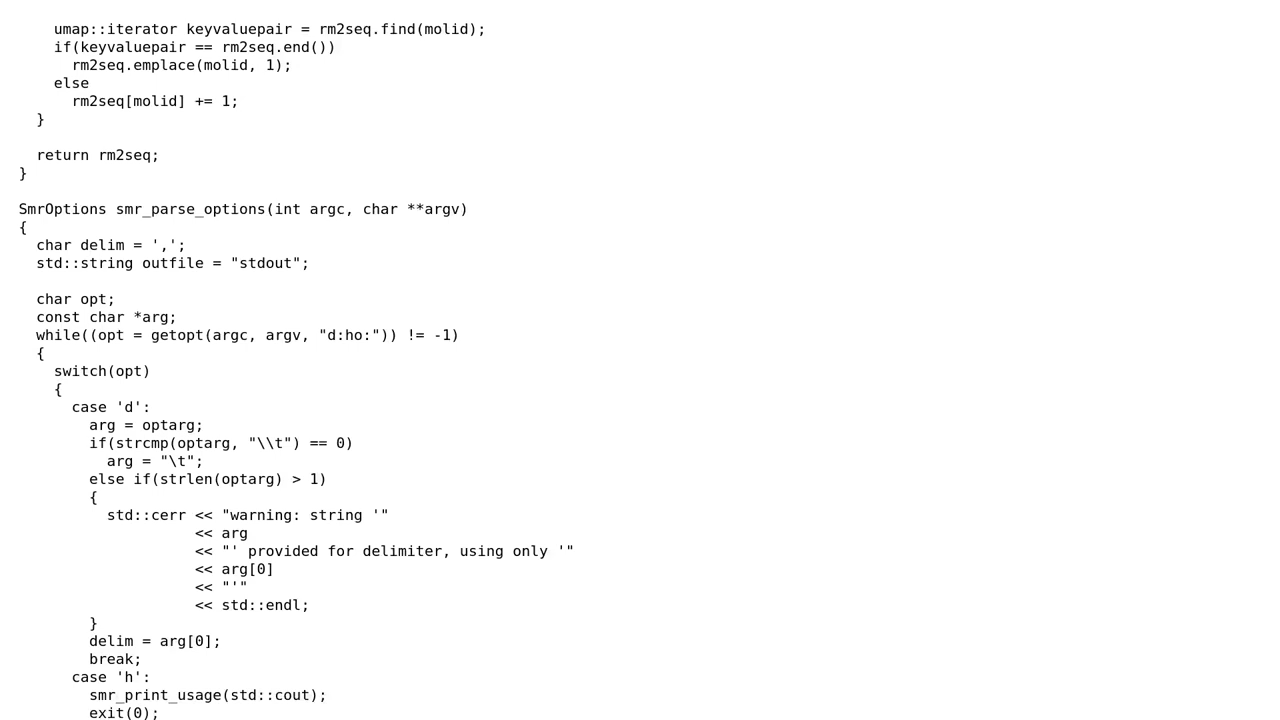 umap::iterator keyvaluepair = rm2seq.find(molid);
    if(keyvaluepair == rm2seq.end())
      rm2seq.emplace(molid, 1);
    else
      rm2seq[molid] += 1;
  }

  return rm2seq;
}

SmrOptions smr_parse_options(int argc, char **argv)
{
  char delim = ',';
  std::string outfile = "stdout";

  char opt;
  const char *arg;
  while((opt = getopt(argc, argv, "d:ho:")) != -1)
  {
    switch(opt)
    {
      case 'd':
        arg = optarg;
        if(strcmp(optarg, "\\t") == 0)
          arg = "\t";
        else if(strlen(optarg) > 1)
        {
          std::cerr << "warning: string '"
                    << arg
                    << "' provided for delimiter, using only '"
                    << arg[0]
                    << "'"
                    << std::endl;
        }
        delim = arg[0];
        break;
      case 'h':
        smr_print_usage(std::cout);
        exit(0);